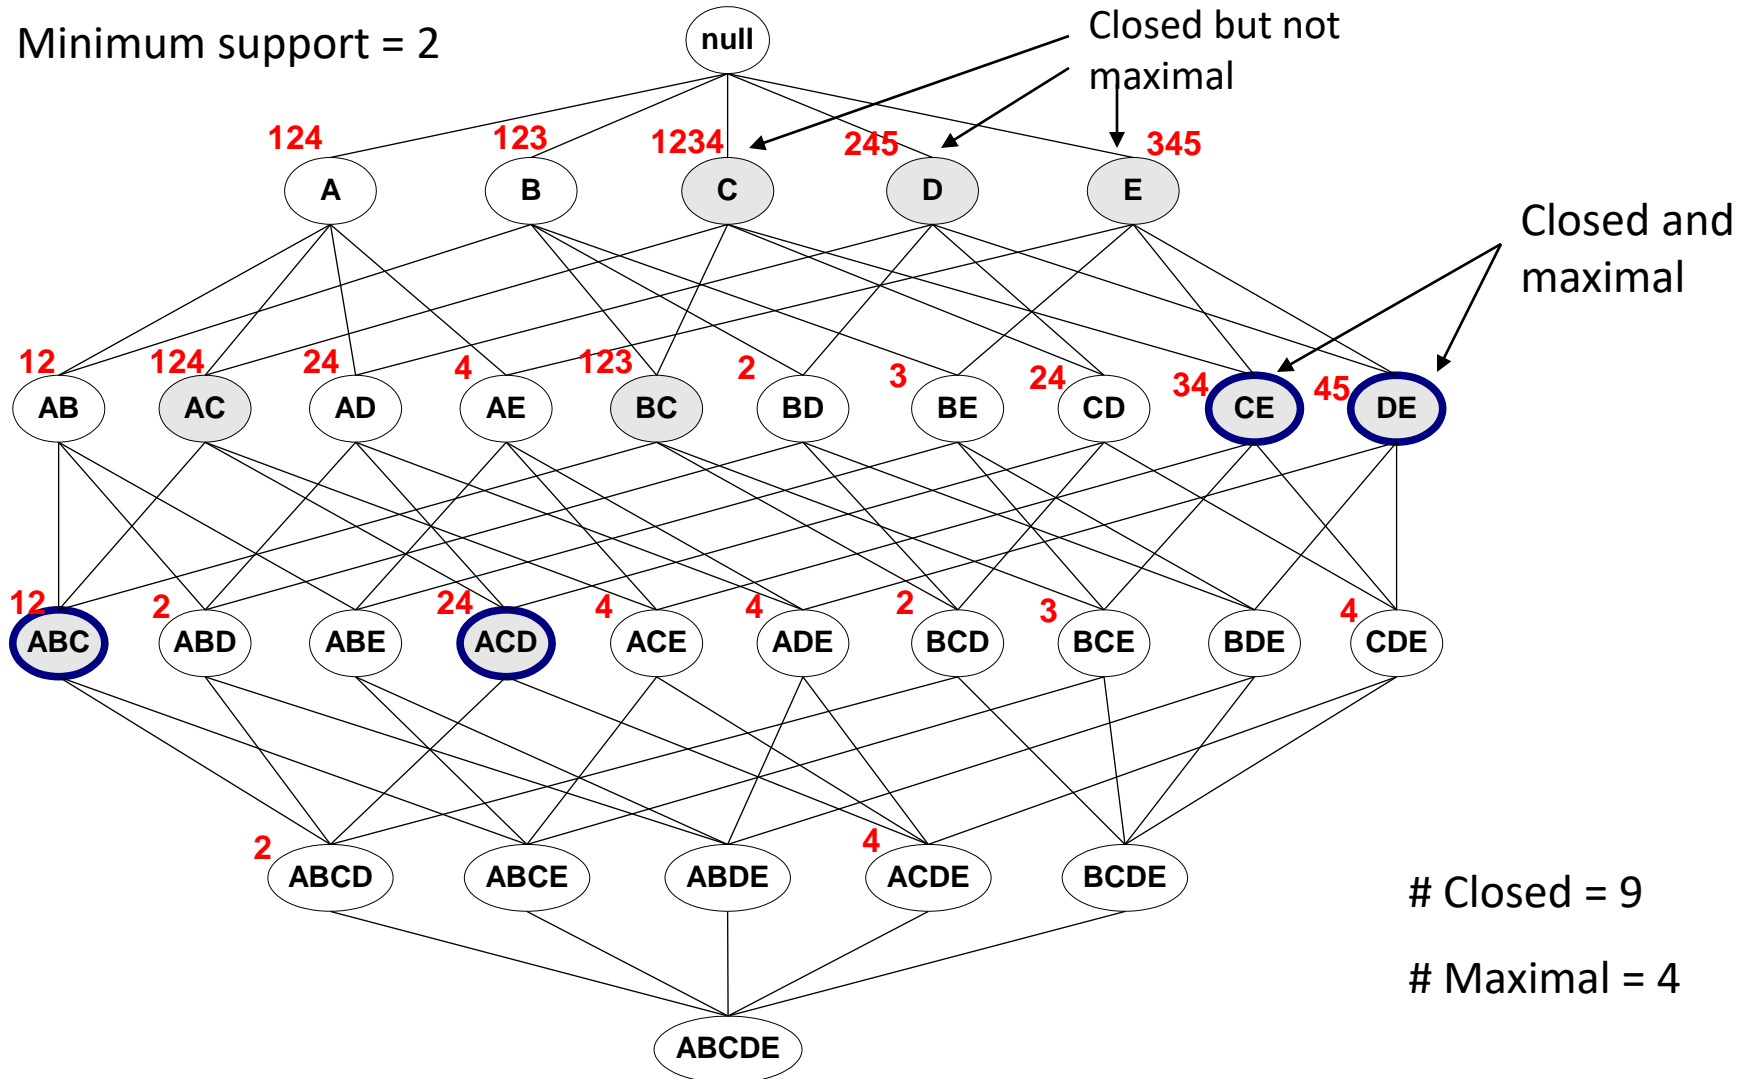 Minimum support = 2
null
Closed but not
maximal
124 123 1234 245 345
A B C D E
Closed and
maximal
12 124 24 4 123 2 3 24 34 45
AB AC AD AE BC BD BE CD CE DE
12 2 24 4 4 2 3 4
ABC ABD ABE ACD ACE ADE BCD BCE BDE CDE
2 4
ABCD ABCE ABDE ACDE BCDE
# Closed = 9
# Maximal = 4
ABCDE